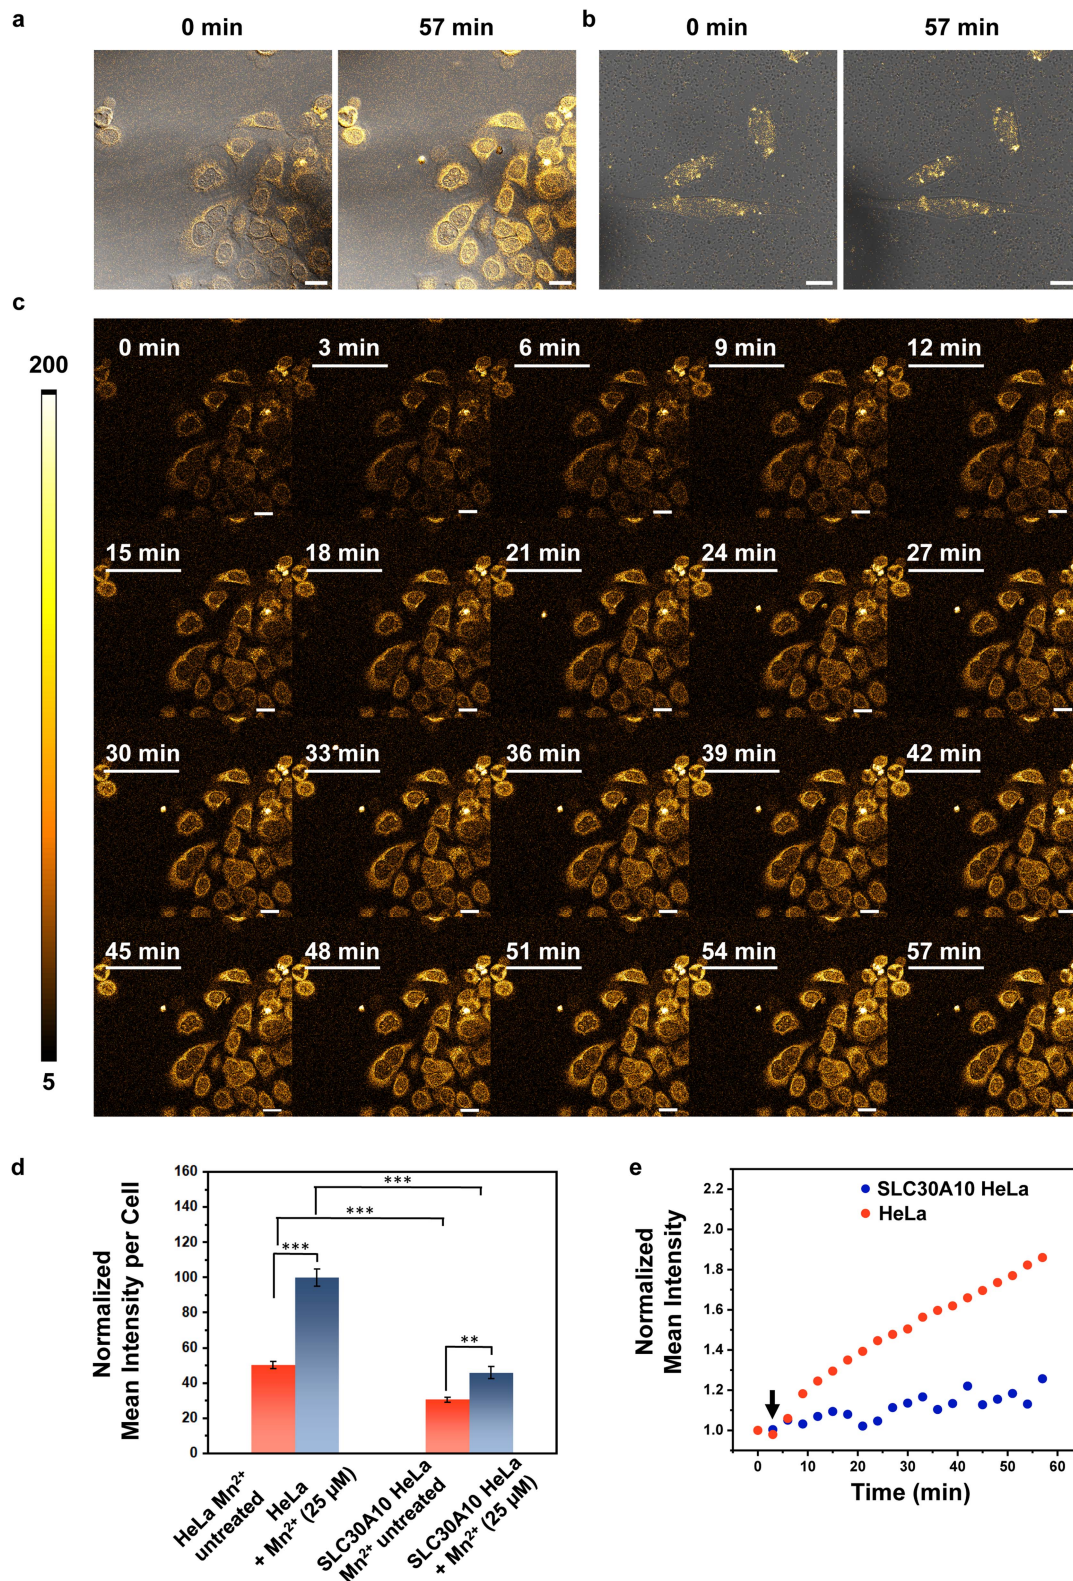 a
0 min
57 min
b
0 min
57 min
c
200
5
0 min
3 min
6 min
9 min
12 min
15 min
18 min
21 min
24 min
27 min
30 min
33 min
36 min
39 min
42 min
45 min
48 min
51 min
54 min
57 min
d
Normalized
Mean Intensity per Cell
160
140
120
100
80
60
40
30
20
0
***
***
***
**
HeLa Mn²⁺
untreated
HeLa
+ Mn²⁺ (25 µM)
SLC30A10 HeLa
Mn²⁺ untreated
SLC30A10 HeLa
+ Mn²⁺ (25 µM)
e
Normalized
Mean Intensity
2.2
2.0
1.8
1.6
1.4
1.2
1.0
SLC30A10 HeLa
HeLa
0
10
20
30
40
50
60
Time (min)